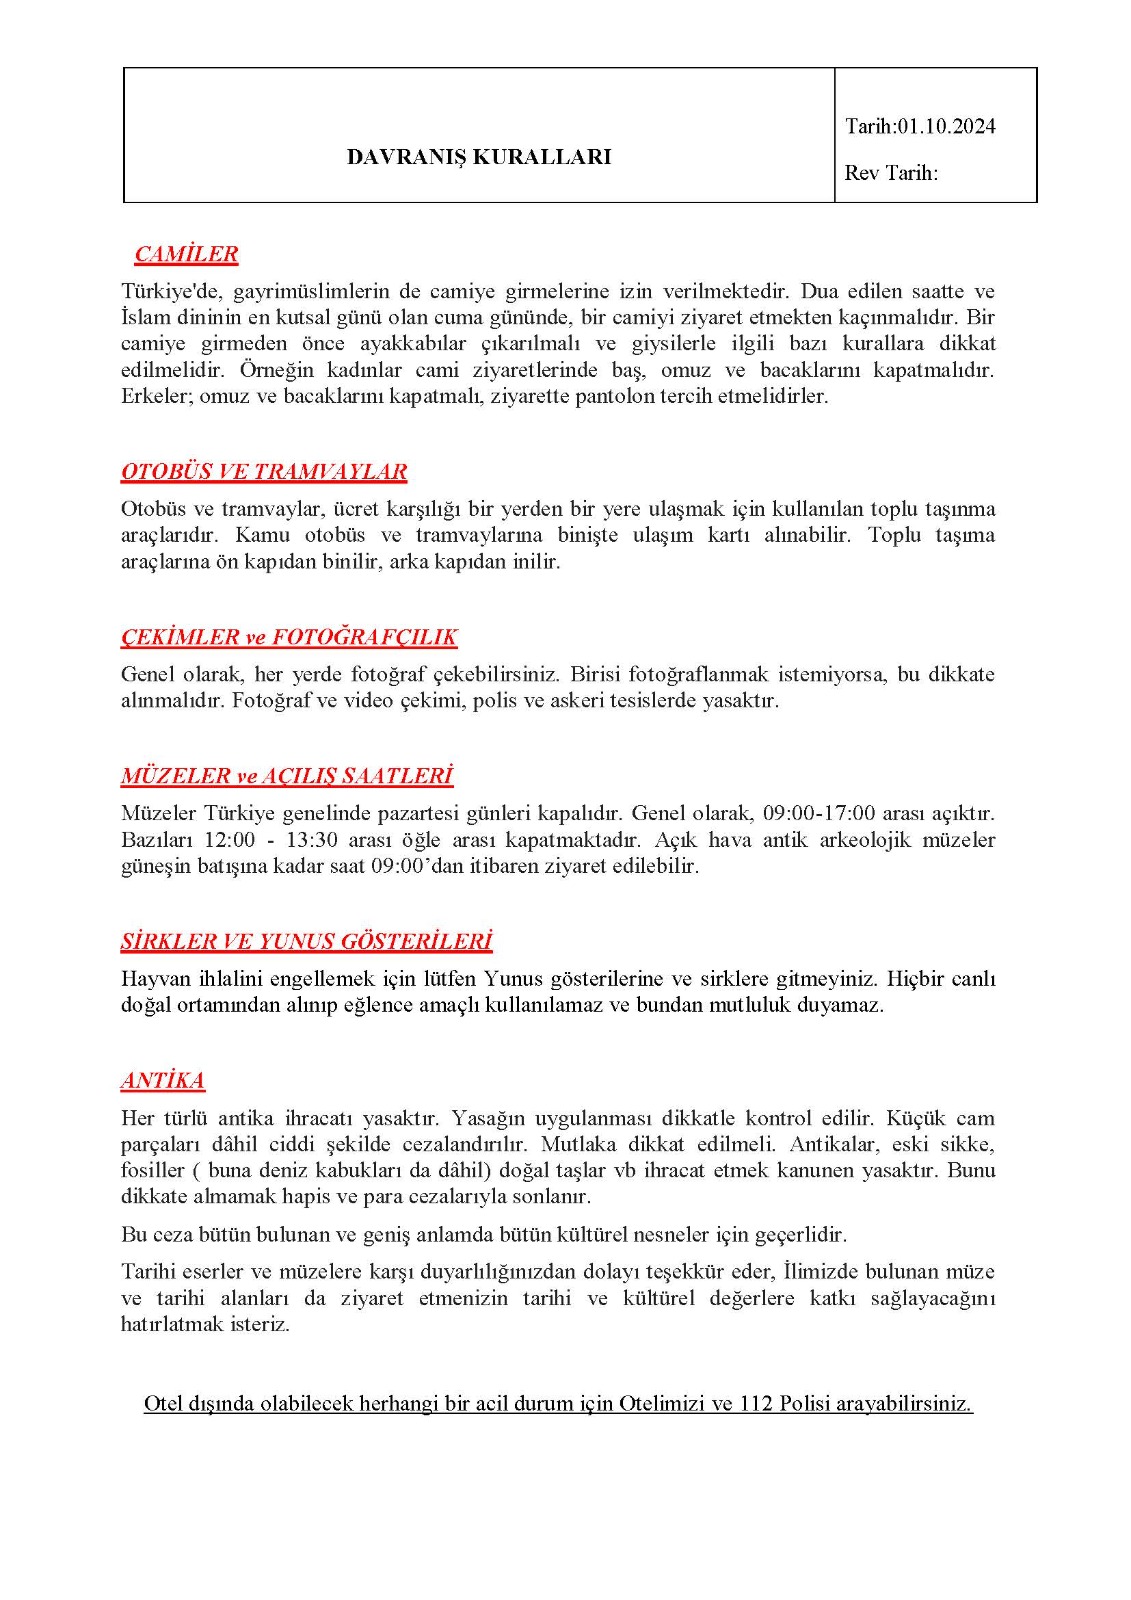 DAVRANIŞ KURALLARI
Tarih:01.10.2024
Rev Tarih:
CAMİLER
Türkiye'de, gayrimüslimlerin de camiye girmelerine izin verilmektedir. Dua edilen saatte ve
İslam dininin en kutsal günü olan cuma gününde, bir camiyi ziyaret etmekten kaçınmalıdır. Bir
camiye girmeden önce ayakkabılar çıkarılmalı ve giysilerle ilgili bazı kurallara dikkat
edilmelidir. Örneğin kadınlar cami ziyaretlerinde baş, omuz ve bacaklarını kapatmalıdır.
Erkeler; omuz ve bacaklarını kapatmalı, ziyarette pantolon tercih etmelidirler.
OTOBÜS VE TRAMVAYLAR
Otobüs ve tramvaylar, ücret karşılığı bir yerden bir yere ulaşmak için kullanılan toplu taşınma
araçlarıdır. Kamu otobüs ve tramvaylarına binişte ulaşım kartı alınabilir. Toplu taşıma
araçlarına ön kapıdan binilir, arka kapıdan inilir.
ÇEKİMLER ve FOTOĞRAFÇILIK
Genel olarak, her yerde fotoğraf çekebilirsiniz. Birisi fotoğraflanmak istemiyorsa, bu dikkate
alınmalıdır. Fotoğraf ve video çekimi, polis ve askeri tesislerde yasaktır.
MÜZELER ve AÇILIŞ SAATLERİ
Müzeler Türkiye genelinde pazartesi günleri kapalıdır. Genel olarak, 09:00-17:00 arası açıktır.
Bazıları 12:00 - 13:30 arası öğle arası kapatmaktadır. Açık hava antik arkeolojik müzeler
güneşin batışına kadar saat 09:00’dan itibaren ziyaret edilebilir.
SİRKLER VE YUNUS GÖSTERİLERİ
Hayvan ihlalini engellemek için lütfen Yunus gösterilerine ve sirklere gitmeyiniz. Hiçbir canlı
doğal ortamından alınıp eğlence amaçlı kullanılamaz ve bundan mutluluk duyamaz.
ANTİKA
Her türlü antika ihracatı yasaktır. Yasağın uygulanması dikkatle kontrol edilir. Küçük cam
parçaları dâhil ciddi şekilde cezalandırılır. Mutlaka dikkat edilmeli. Antikalar, eski sikke,
fosiller ( buna deniz kabukları da dâhil) doğal taşlar vb ihracat etmek kanunen yasaktır. Bunu
dikkate almamak hapis ve para cezalarıyla sonlanır.
Bu ceza bütün bulunan ve geniş anlamda bütün kültürel nesneler için geçerlidir.
Tarihi eserler ve müzelere karşı duyarlılığınızdan dolayı teşekkür eder, İlimizde bulunan müze
ve tarihi alanları da ziyaret etmenizin tarihi ve kültürel değerlere katkı sağlayacağını
hatırlatmak isteriz.
Otel dışında olabilecek herhangi bir acil durum için Otelimizi ve 112 Polisi arayabilirsiniz.